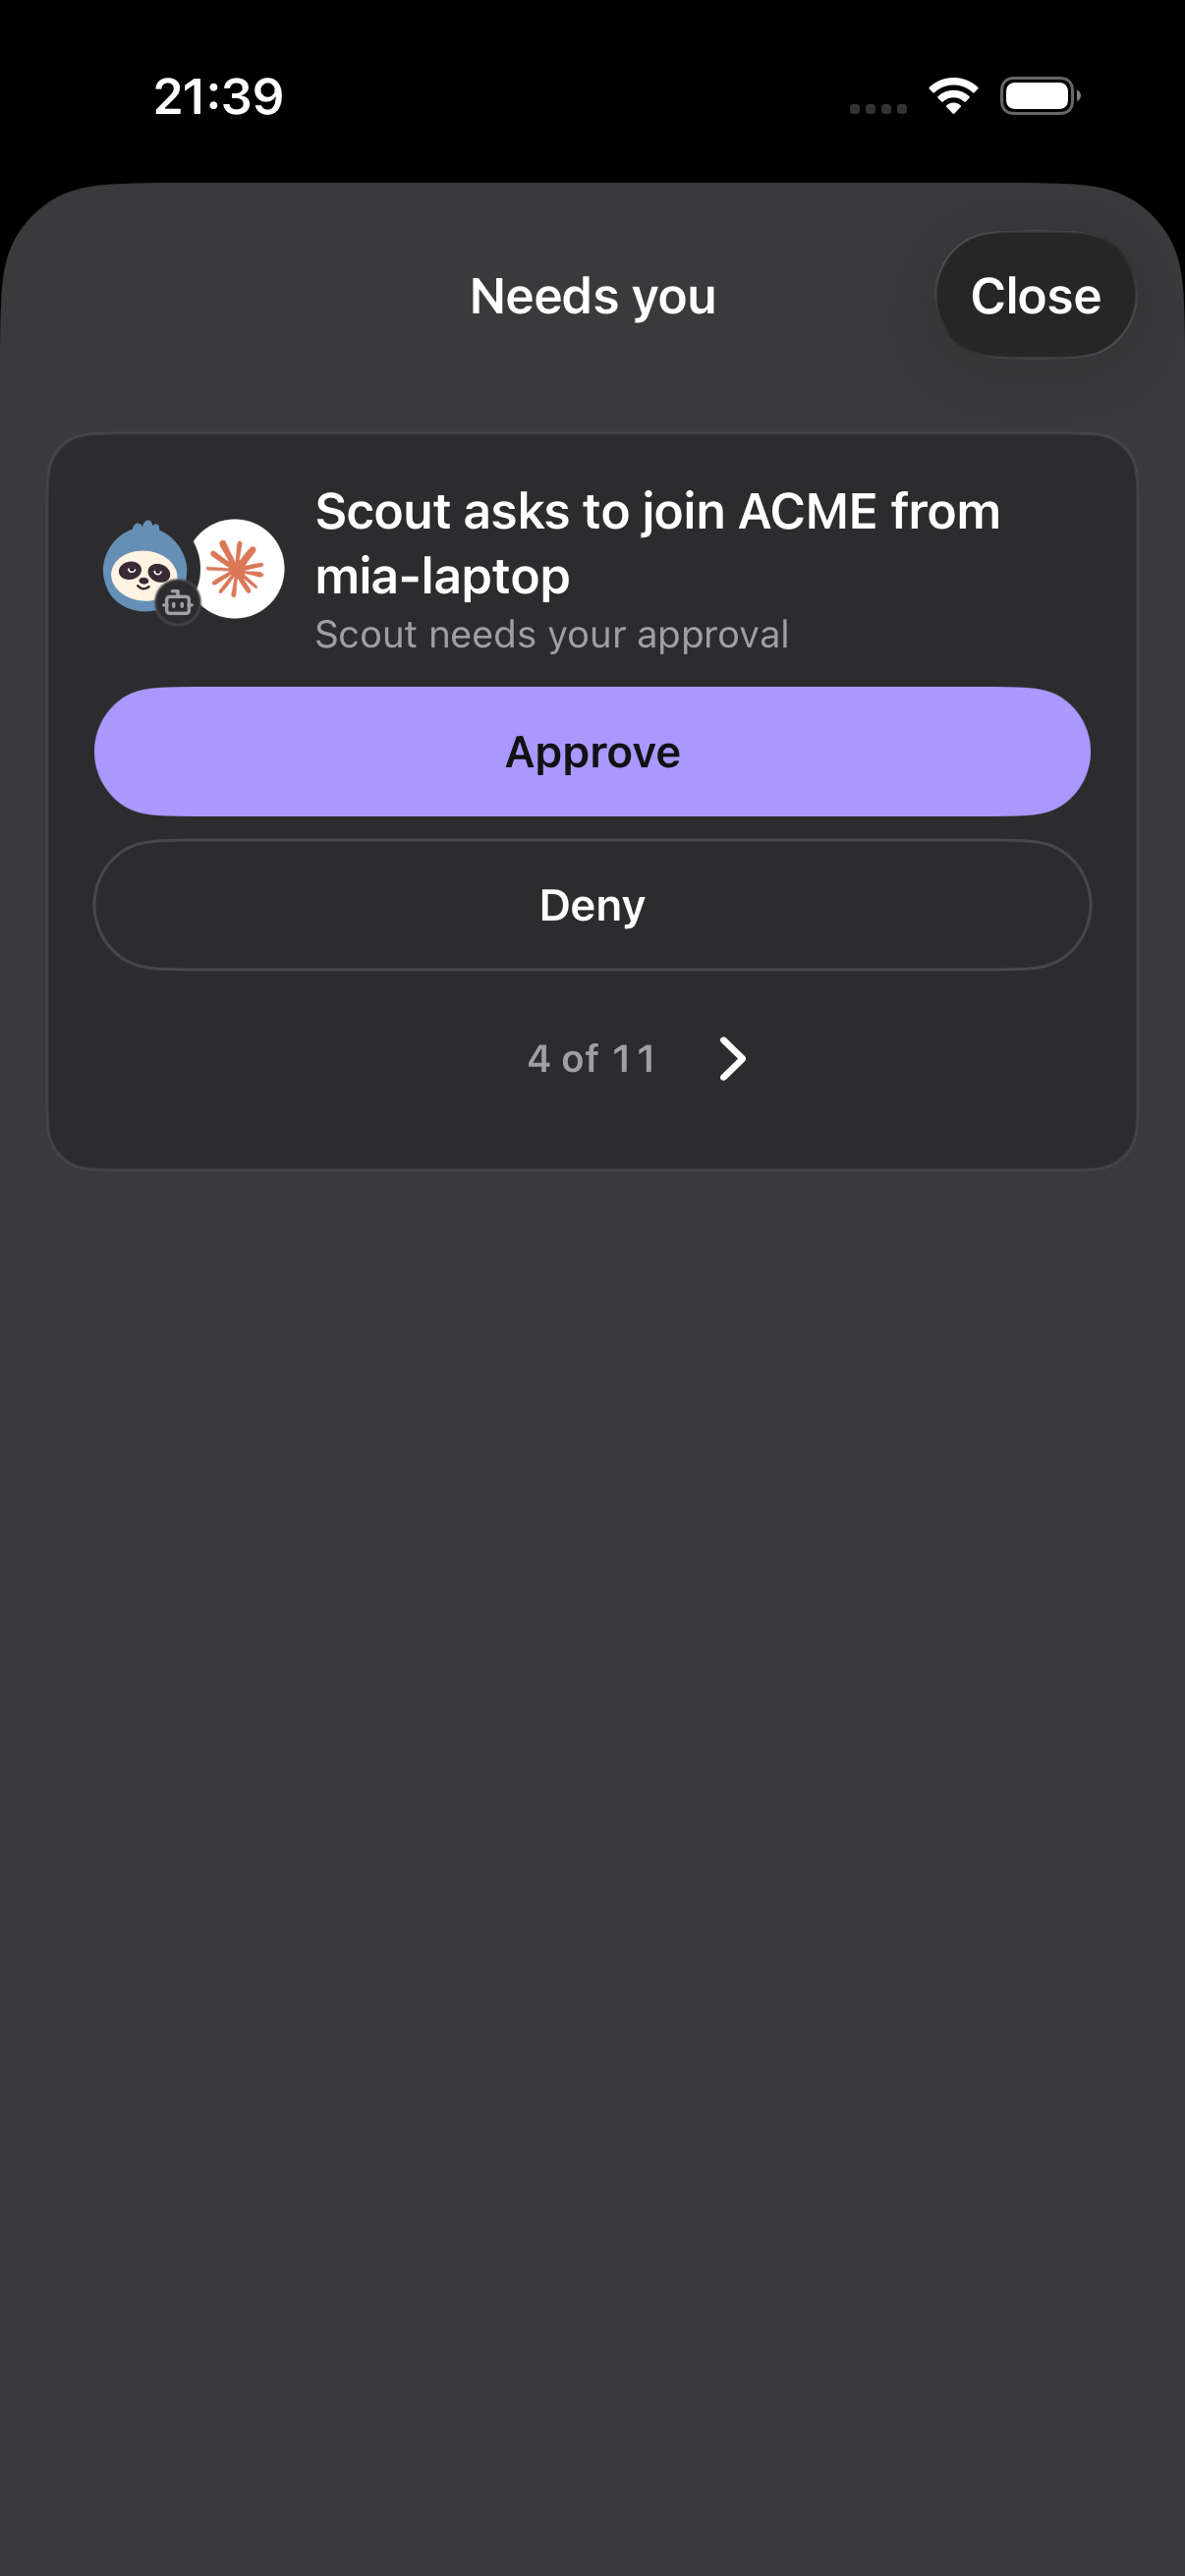 21:39
Needs you
Close
Scout asks to join ACME from
mia-laptop
Scout needs your approval
Approve
Deny
4 of 11